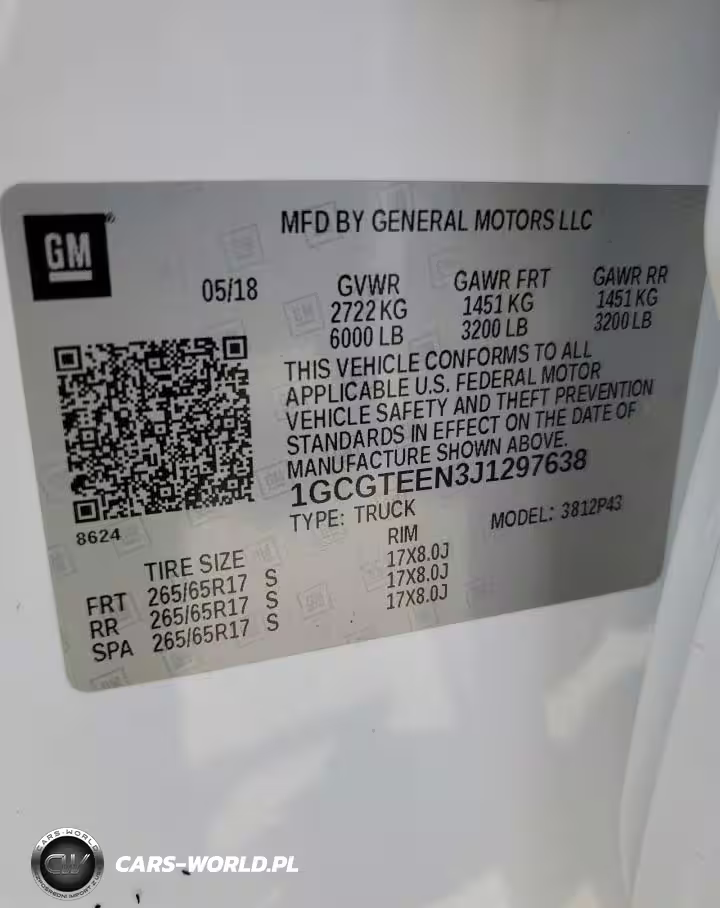 GM
MFD BY GENERAL MOTORS LLC
05/18 GVWR GAWR FRT GAWR RR
2722 KG 1451 KG 1451 KG
6000 LB 3200 LB 3200 LB
THIS VEHICLE CONFORMS TO ALL
APPLICABLE U.S. FEDERAL MOTOR
VEHICLE SAFETY AND THEFT PREVENTION
STANDARDS IN EFFECT ON THE DATE OF
MANUFACTURE SHOWN ABOVE.
1GCGTEEN3J1297638
8624
TYPE: TRUCK MODEL: 3812P43
TIRE SIZE RIM
FRT 265/65R17 S 17X8.0J
RR 265/65R17 S 17X8.0J
SPA 265/65R17 S 17X8.0J
CARS-WORLD
CW
CARS-WORLD.PL